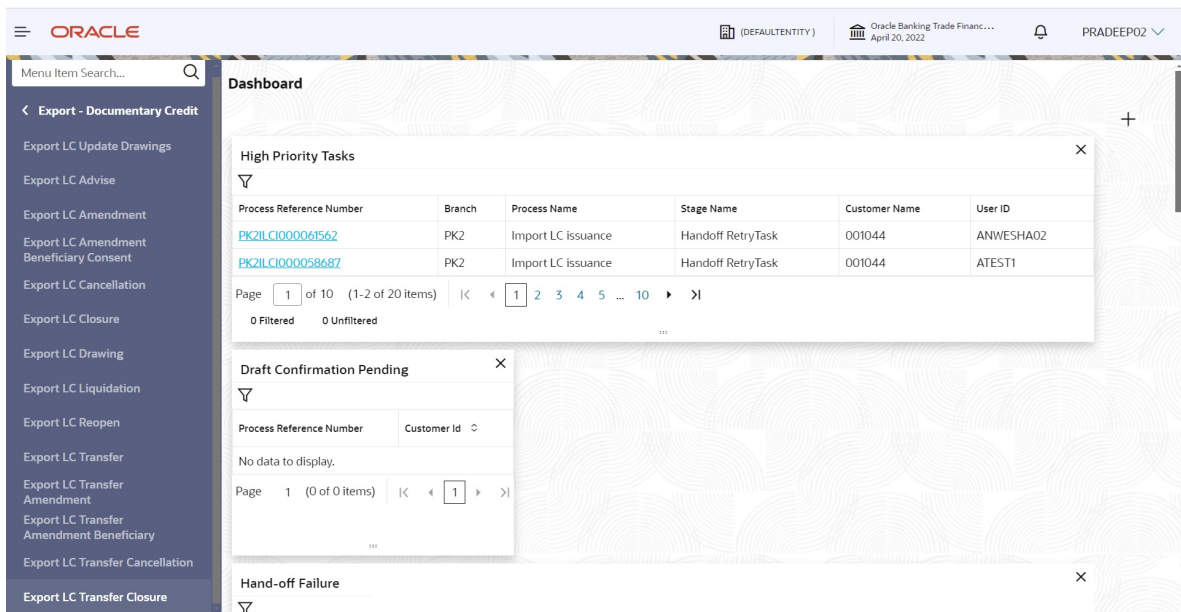 ORACLE
(DEFAULTENTITY)
Oracle Banking Trade Financ...
April 20, 2022
PRADEEP02
Menu Item Search...
Export - Documentary Credit
Export LC Update Drawings
Export LC Advise
Export LC Amendment
Export LC Amendment
Beneficiary Consent
Export LC Cancellation
Export LC Closure
Export LC Drawing
Export LC Liquidation
Export LC Reopen
Export LC Transfer
Export LC Transfer
Amendment
Export LC Transfer
Amendment Beneficiary
Export LC Transfer Cancellation
Export LC Transfer Closure
Dashboard
High Priority Tasks
Process Reference Number Branch Process Name Stage Name Customer Name User ID
PK2ILCI000061562 PK2 Import LC issuance Handoff RetryTask 001044 ANWESHA02
PK2ILCI000058687 PK2 Import LC issuance Handoff RetryTask 001044 ATEST1
Page 1 of 10 (1-2 of 20 items) 1 2 3 4 5 ... 10
0 Filtered 0 Unfiltered
Draft Confirmation Pending
Process Reference Number Customer Id
No data to display.
Page 1 (0 of 0 items) 1
Hand-off Failure